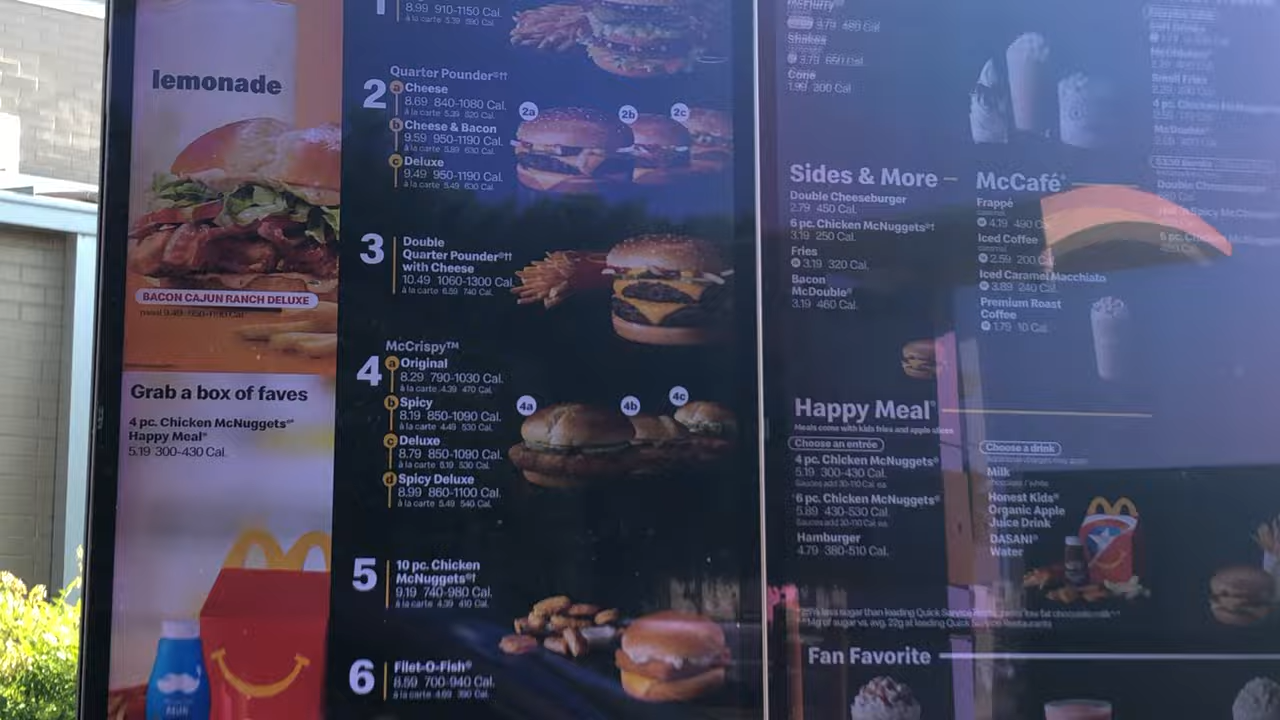 lemonade
BACON CAJUN RANCH DELUXE
Grab a box of faves
4 pc. Chicken McNuggets®
Happy Meal®
5.19 300-430 Cal.
1
8.99 910-1150 Cal.
à la carte 5.39 590 Cal.
Quarter Pounder®††
2
a Cheese
8.69 840-1080 Cal.
à la carte 5.39 520 Cal.
b Cheese & Bacon
9.59 950-1190 Cal.
à la carte 5.89 630 Cal.
c Deluxe
9.49 950-1190 Cal.
à la carte 5.49 630 Cal.
2a
2b
2c
3
Double
Quarter Pounder®††
with Cheese
10.49 1060-1300 Cal.
à la carte 6.59 740 Cal.
McCrispy™
4
a Original
8.29 790-1030 Cal.
à la carte 4.39 470 Cal.
b Spicy
8.19 850-1090 Cal.
à la carte 4.49 530 Cal.
c Deluxe
8.79 850-1090 Cal.
à la carte 5.19 530 Cal.
d Spicy Deluxe
8.99 860-1100 Cal.
à la carte 5.49 540 Cal.
4a
4b
4c
5
10 pc. Chicken
McNuggets®†
9.19 740-980 Cal.
à la carte 4.39 410 Cal.
6
Filet-O-Fish®
8.59 700-940 Cal.
à la carte 4.69 390 Cal.
McFlurry
3.79 480 Cal.
Shakes
3.79
Cone
1.99 200 Cal.
Sides & More
Double Cheeseburger
2.79 450 Cal.
6 pc. Chicken McNuggets®†
3.19 250 Cal.
Fries
3.19 320 Cal.
Bacon
McDouble®
3.19 460 Cal.
McCafé®
Frappé
caramel
4.19 490 Cal.
Iced Coffee
caramel
2.59 200 Cal.
Iced Caramel Macchiato
3.89 240 Cal.
Premium Roast
Coffee
1.79 10 Cal.
Small Fries
4 pc. Chicken
McDouble®
Double Cheeseburger
Happy Meal®
Meals come with kids fries and apple slices
Choose an entrée
4 pc. Chicken McNuggets®
5.19 300-430 Cal.
Sauces add 30-110 Cal. ea.
6 pc. Chicken McNuggets®
5.89 430-530 Cal.
Sauces add 30-110 Cal. ea.
Hamburger
4.79 380-510 Cal.
Choose a drink
Milk
chocolate / white
Honest Kids®
Organic Apple
Juice Drink
DASANI®
Water
Fan Favorite